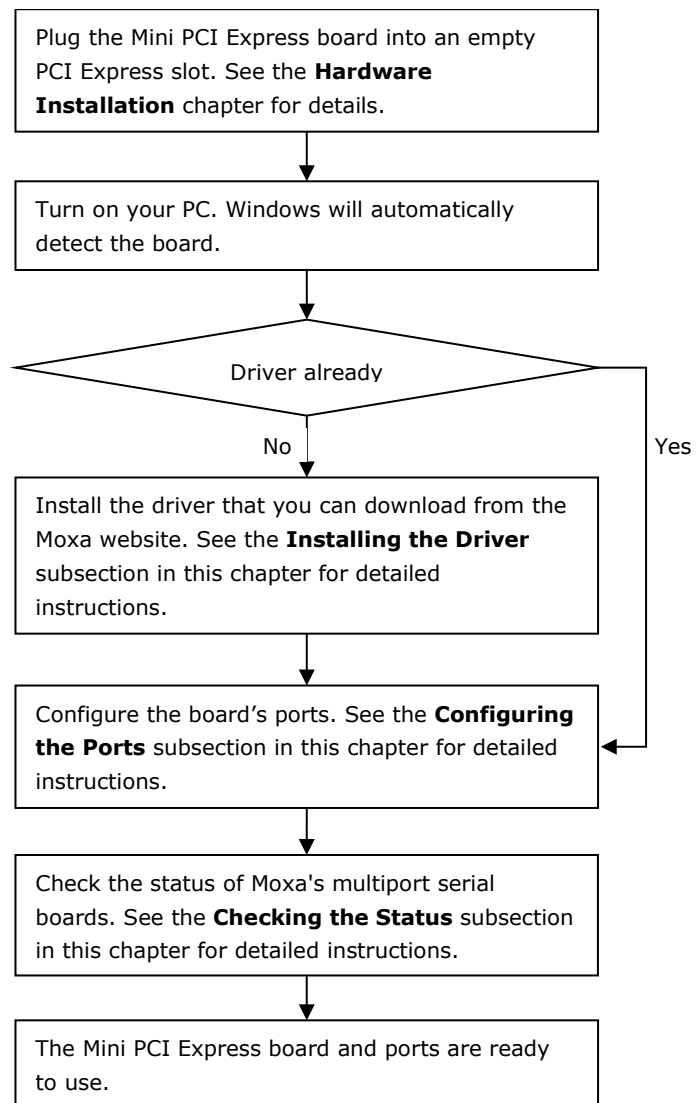 Plug the Mini PCI Express board into an empty
PCI Express slot. See the Hardware
Installation chapter for details.
Turn on your PC. Windows will automatically
detect the board.
Driver already
No
Yes
Install the driver that you can download from the
Moxa website. See the Installing the Driver
subsection in this chapter for detailed
instructions.
Configure the board’s ports. See the Configuring
the Ports subsection in this chapter for detailed
instructions.
Check the status of Moxa's multiport serial
boards. See the Checking the Status subsection
in this chapter for detailed instructions.
The Mini PCI Express board and ports are ready
to use.